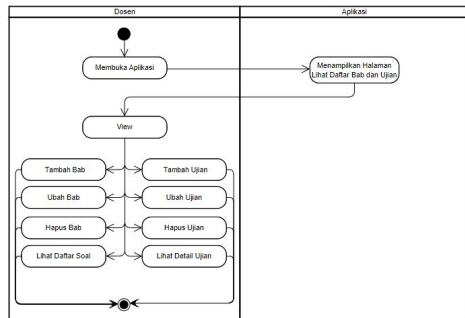 Dosen
Aplikasi
Membuka Aplikasi
Menampilkan Halaman
Lihat Daftar Bab dan Ujian
View
Tambah Bab
Tambah Ujian
Ubah Bab
Ubah Ujian
Hapus Bab
Hapus Ujian
Lihat Daftar Soal
Lihat Detail Ujian